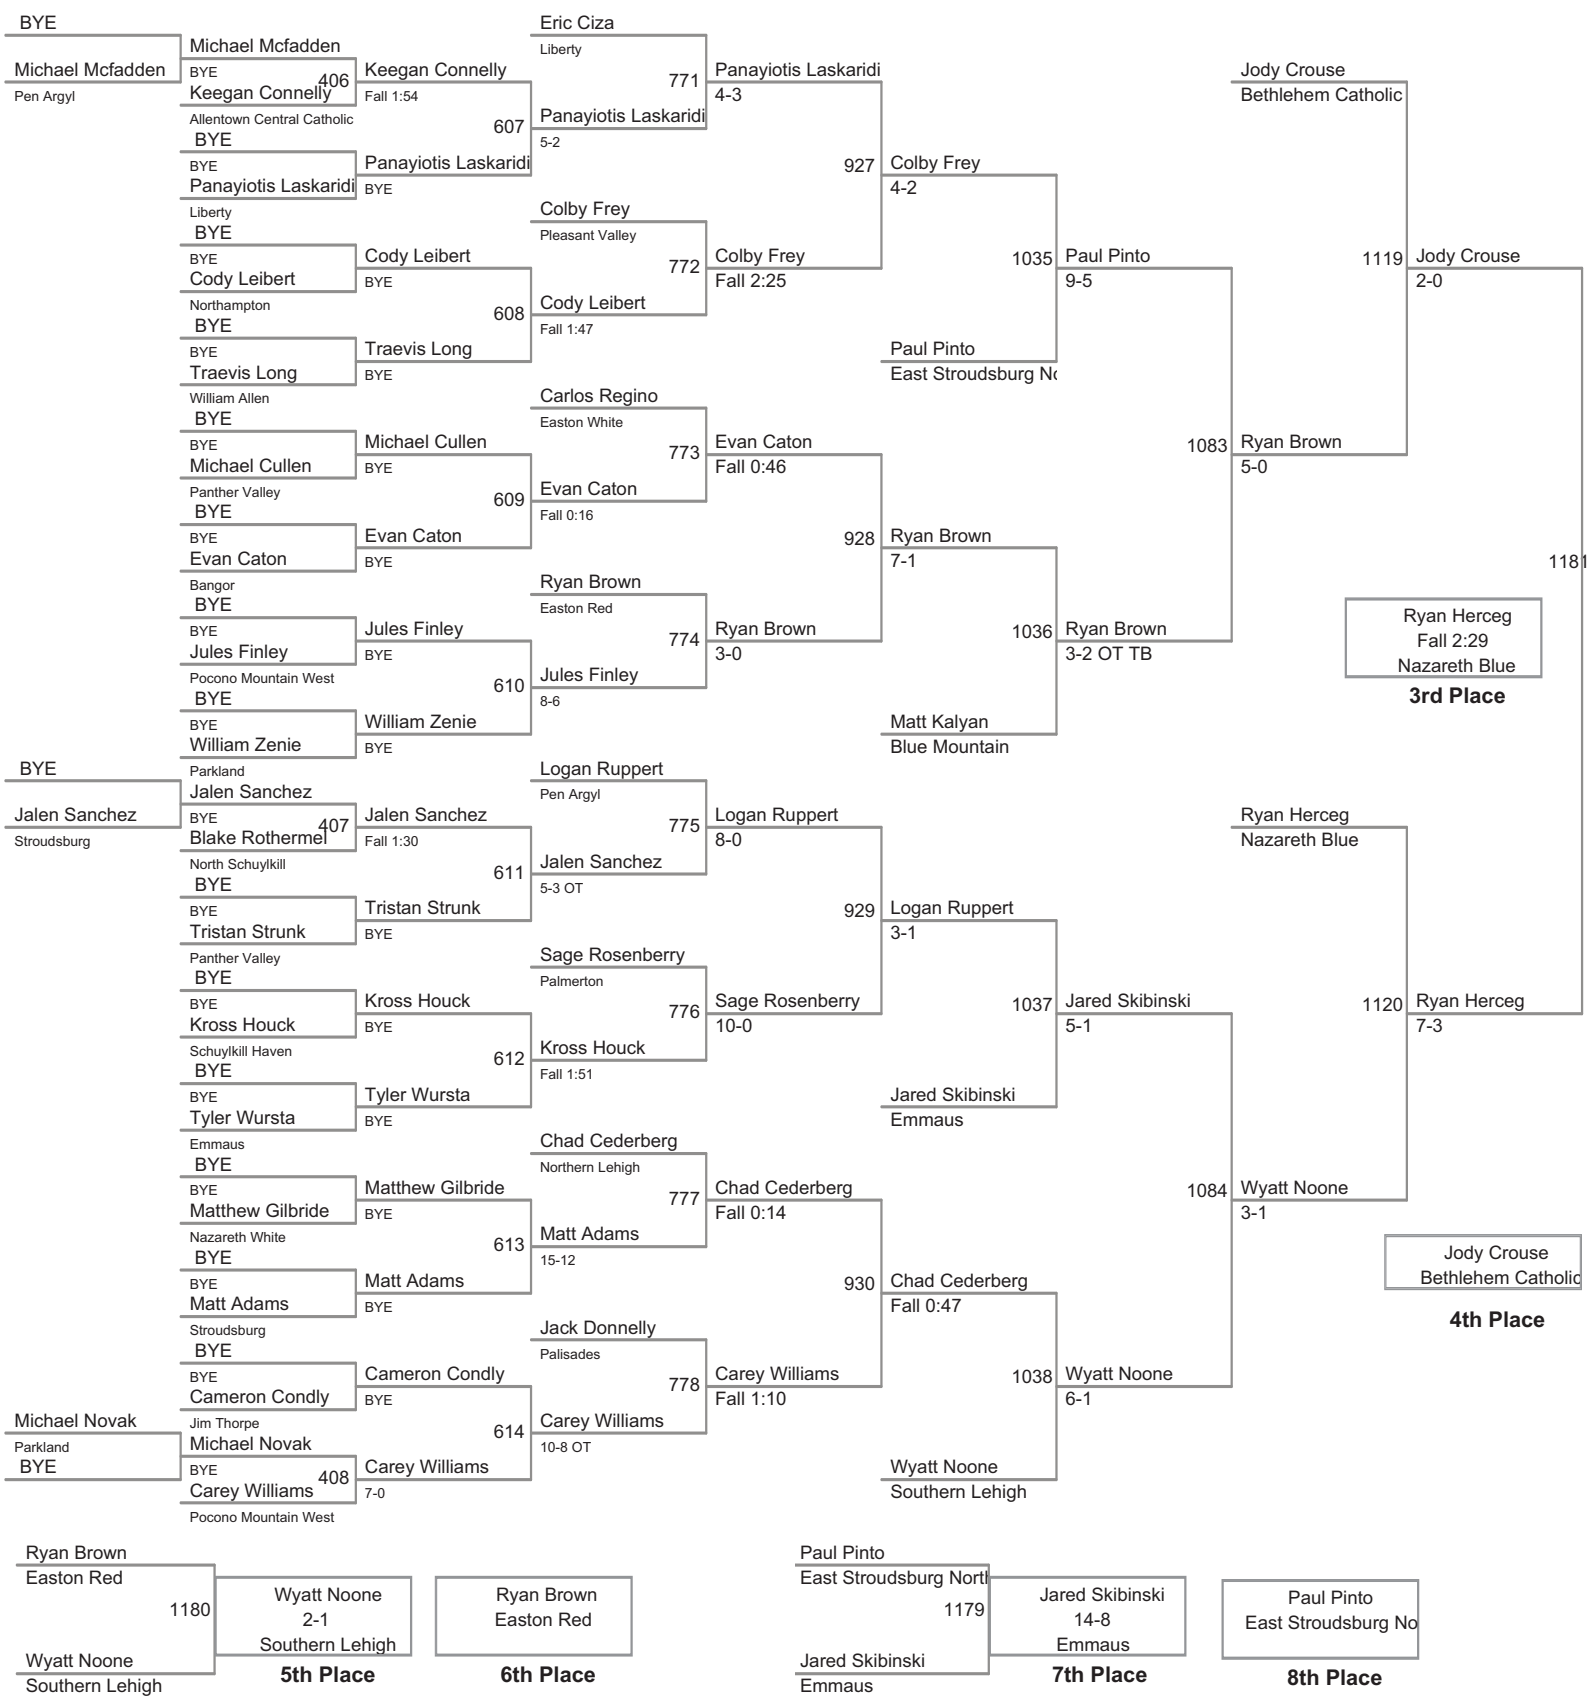 BYE
Michael Mcfadden
Pen Argyl
BYE
Jalen Sanchez
Stroudsburg
Michael Novak
Parkland
BYE
Michael Mcfadden
BYE
406
Keegan Connelly
Allentown Central Catholic
BYE
BYE
Panayiotis Laskaridi
Liberty
BYE
BYE
Cody Leibert
Northampton
BYE
BYE
Traevis Long
William Allen
BYE
BYE
Michael Cullen
Panther Valley
BYE
BYE
Evan Caton
Bangor
BYE
BYE
Jules Finley
Pocono Mountain West
BYE
BYE
William Zenie
Parkland
Jalen Sanchez
BYE
407
Blake Rothermel
North Schuylkill
BYE
BYE
Tristan Strunk
Panther Valley
BYE
BYE
Kross Houck
Schuylkill Haven
BYE
BYE
Tyler Wursta
Emmaus
BYE
BYE
Matthew Gilbride
Nazareth White
BYE
BYE
Matt Adams
Stroudsburg
BYE
BYE
Cameron Condly
Jim Thorpe
Michael Novak
BYE
408
Carey Williams
Pocono Mountain West
Keegan Connelly
Fall 1:54
607
Panayiotis Laskaridi
BYE
Cody Leibert
BYE
608
Traevis Long
BYE
Michael Cullen
BYE
609
Evan Caton
BYE
Jules Finley
BYE
610
William Zenie
BYE
Jalen Sanchez
Fall 1:30
611
Tristan Strunk
BYE
Kross Houck
BYE
612
Tyler Wursta
BYE
Matthew Gilbride
BYE
613
Matt Adams
BYE
Cameron Condly
BYE
614
Carey Williams
7-0
Eric Ciza
Liberty
771
Panayiotis Laskaridi
5-2
Colby Frey
Pleasant Valley
772
Cody Leibert
Fall 1:47
Carlos Regino
Easton White
773
Evan Caton
Fall 0:16
Ryan Brown
Easton Red
774
Jules Finley
8-6
Logan Ruppert
Pen Argyl
775
Jalen Sanchez
5-3 OT
Sage Rosenberry
Palmerton
776
Kross Houck
Fall 1:51
Chad Cederberg
Northern Lehigh
777
Matt Adams
15-12
Jack Donnelly
Palisades
778
Carey Williams
10-8 OT
Panayiotis Laskaridi
4-3
927
Colby Frey
Fall 2:25
Evan Caton
Fall 0:46
928
Ryan Brown
3-0
Logan Ruppert
8-0
929
Sage Rosenberry
10-0
Chad Cederberg
Fall 0:14
930
Carey Williams
Fall 1:10
Colby Frey
4-2
1035
Paul Pinto
East Stroudsburg No
Ryan Brown
7-1
1036
Matt Kalyan
Blue Mountain
Logan Ruppert
3-1
1037
Jared Skibinski
Emmaus
Chad Cederberg
Fall 0:47
1038
Wyatt Noone
Southern Lehigh
Paul Pinto
9-5
1083
Ryan Brown
3-2 OT TB
Jared Skibinski
5-1
1084
Wyatt Noone
6-1
Jody Crouse
Bethlehem Catholic
1119
Ryan Brown
5-0
Ryan Herceg
Nazareth Blue
1120
Wyatt Noone
3-1
Jody Crouse
2-0
1181
Ryan Herceg
7-3
Ryan Herceg
Fall 2:29
Nazareth Blue
3rd Place
Jody Crouse
Bethlehem Catholic
4th Place
Ryan Brown
Easton Red
1180
Wyatt Noone
Southern Lehigh
Wyatt Noone
2-1
Southern Lehigh
5th Place
Ryan Brown
Easton Red
6th Place
Paul Pinto
East Stroudsburg North
1179
Jared Skibinski
Emmaus
Jared Skibinski
14-8
Emmaus
7th Place
Paul Pinto
East Stroudsburg No
8th Place